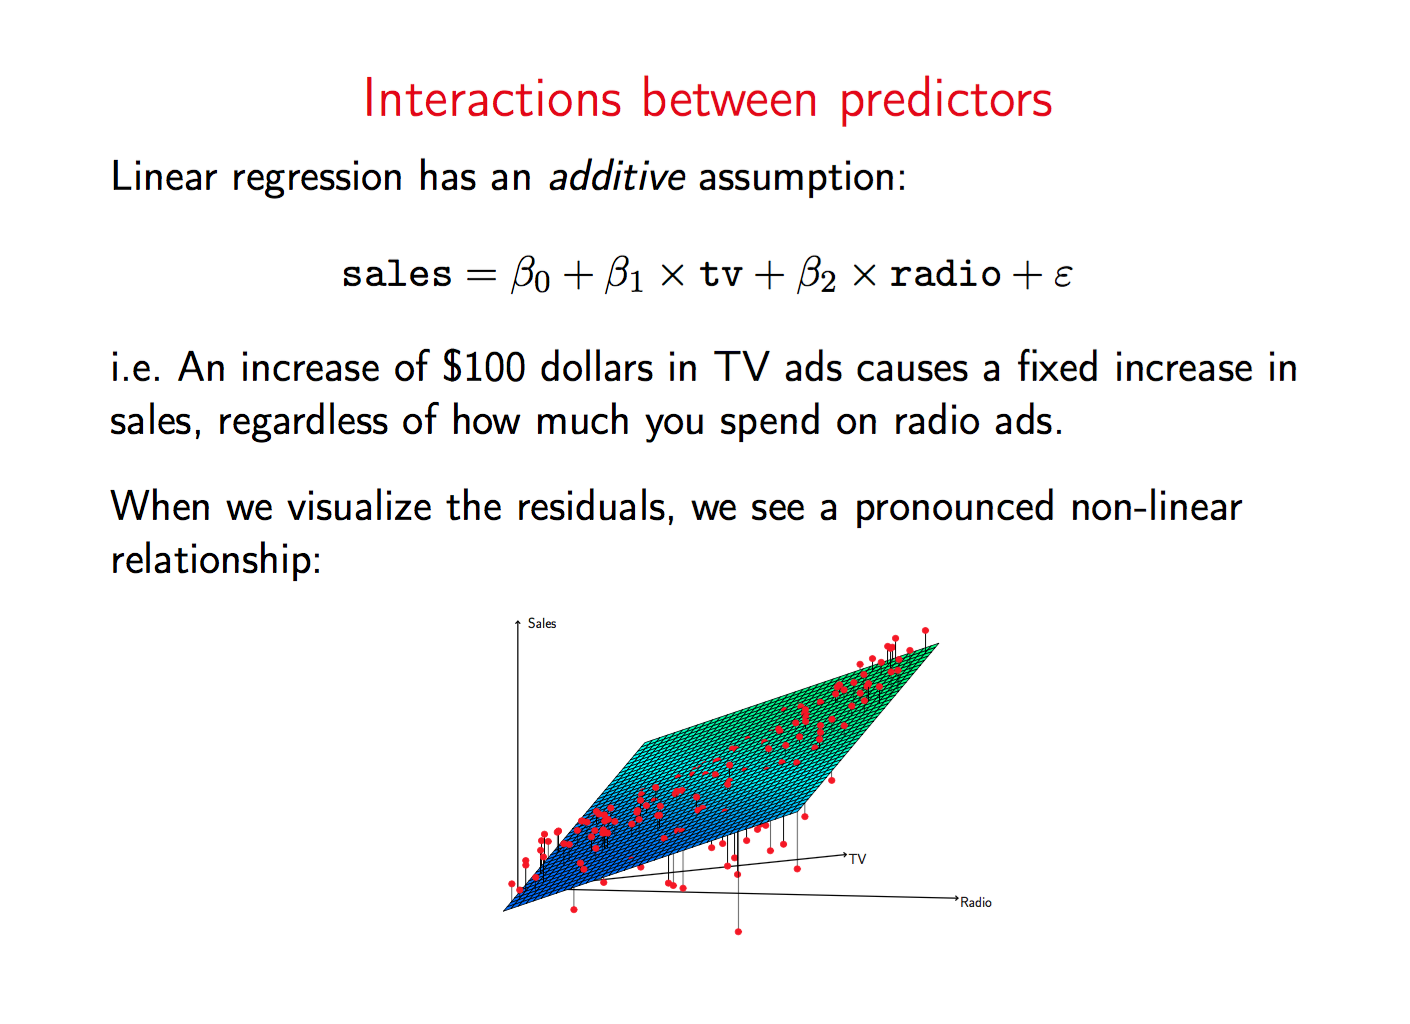 Interactions between predictors
Linear regression has an additive assumption:
sales = β₀ + β₁ × tv + β₂ × radio + ε
i.e. An increase of $100 dollars in TV ads causes a fixed increase in
sales, regardless of how much you spend on radio ads.
When we visualize the residuals, we see a pronounced non-linear
relationship:
Sales
TV
Radio